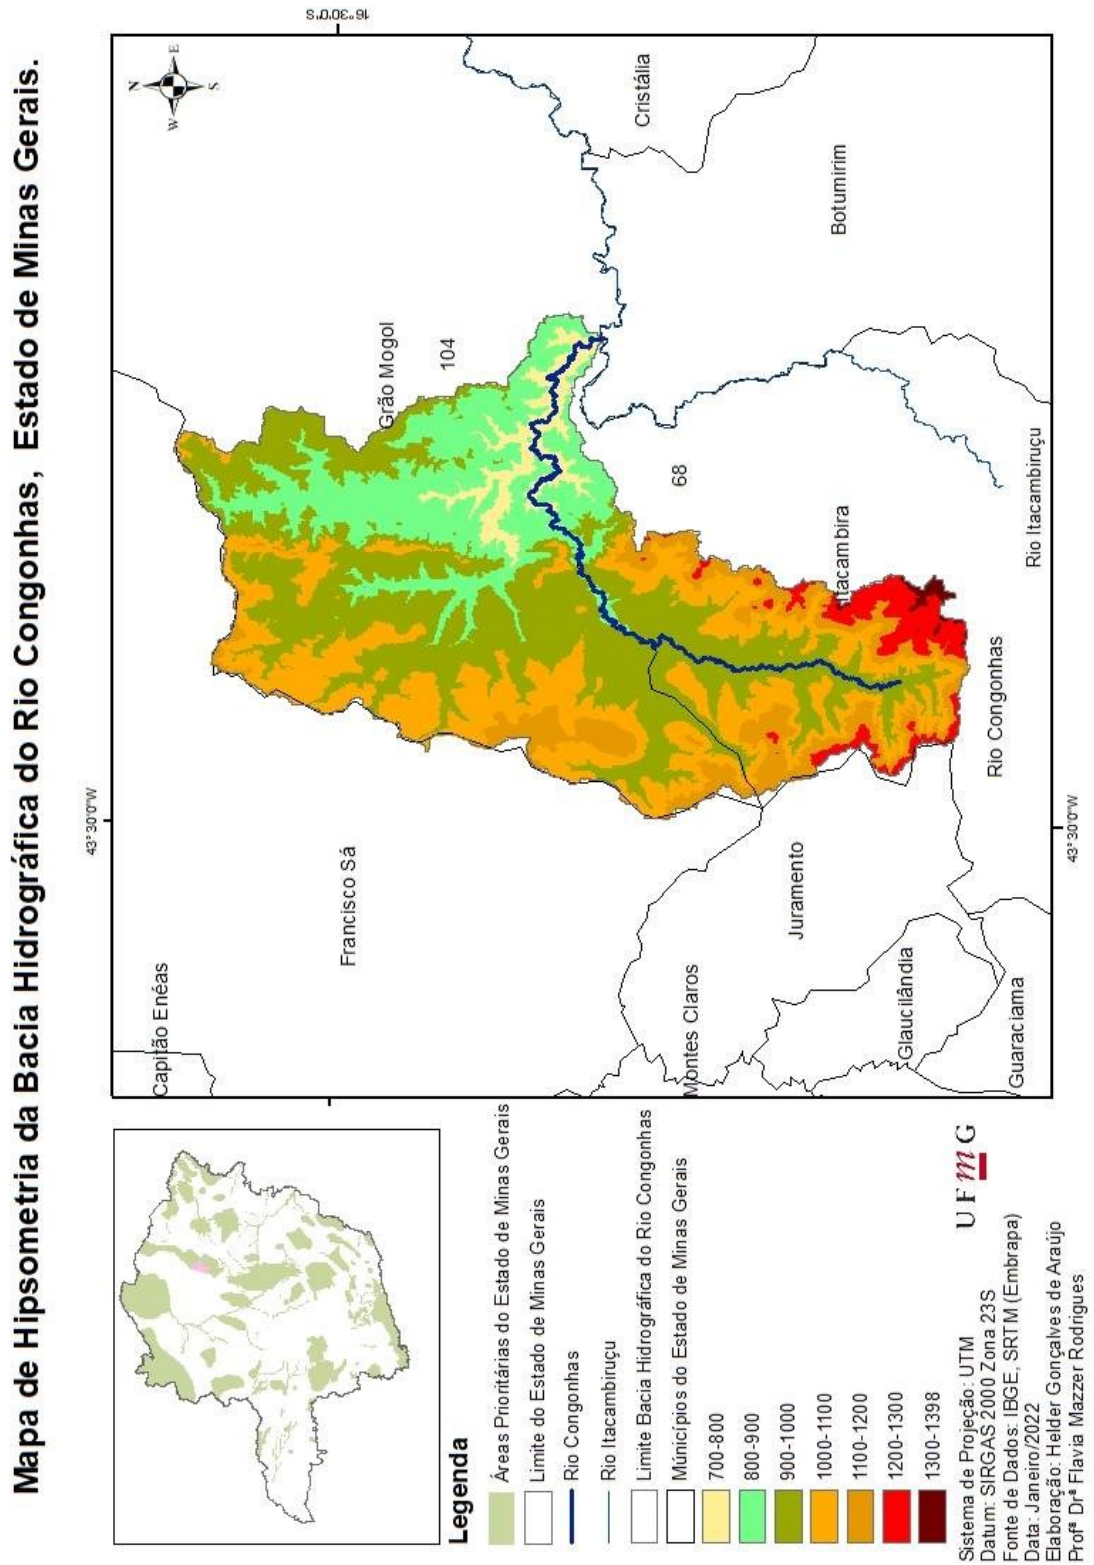 Mapa de Hipsometria da Bacia Hidrográfica do Rio Congonhas, Estado de Minas Gerais.
43°30'0"W
16°30'0"S
N
E
S
W
Capitão Enéas
Francisco Sá
Grão Mogol
104
Cristália
Botumirim
68
Itacambira
Montes Claros
Juramento
Glaucilândia
Guaraciama
Rio Congonhas
Rio Itacambiruçu
43°30'0"W
Legenda
Áreas Prioritárias do Estado de Minas Gerais
Limite do Estado de Minas Gerais
Rio Congonhas
Rio Itacambiruçu
Limite Bacia Hidrográfica do Rio Congonhas
Múnicípios do Estado de Minas Gerais
700-800
800-900
900-1000
1000-1100
1100-1200
1200-1300
1300-1398
Sistema de Projeção: UTM
Datum: SIRGAS 2000 Zona 23S
Fonte de Dados: IBGE, SRTM (Embrapa)
Data: Janeiro/2022
Elaboração: Helder Gonçalves de Araújo
Profª Drª Flavia Mazzer Rodrigues
UFmG